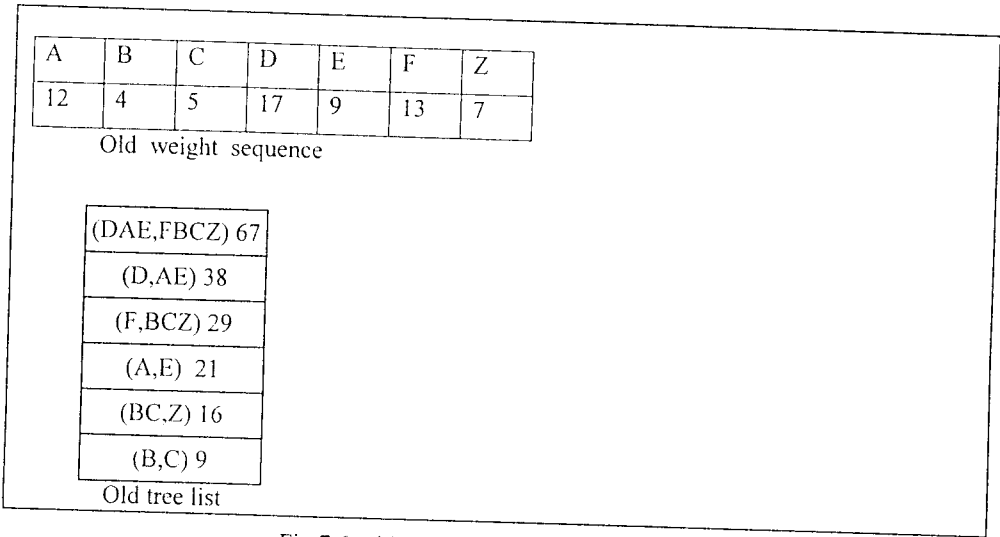 A B C D E F Z
12 4 5 17 9 13 7
Old weight sequence
(DAE,FBCZ) 67
(D,AE) 38
(F,BCZ) 29
(A,E) 21
(BC,Z) 16
(B,C) 9
Old tree list